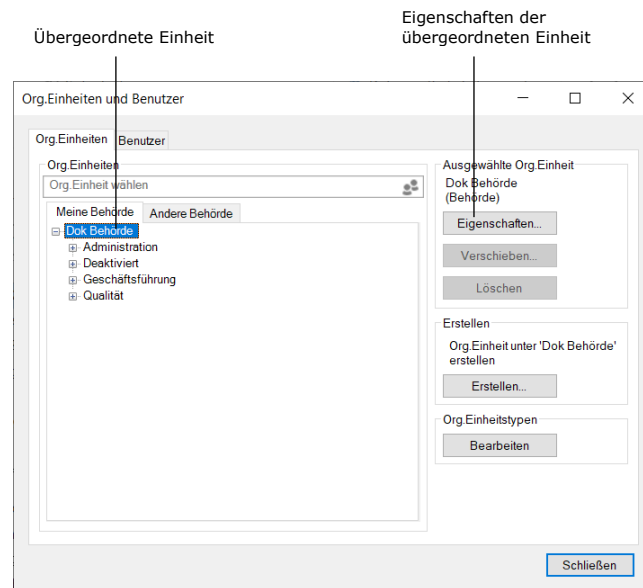 Übergeordnete Einheit
Eigenschaften der
übergeordneten Einheit
Org.Einheiten und Benutzer
Org.Einheiten
Benutzer
Org.Einheiten
Org.Einheit wählen
Meine Behörde
Andere Behörde
Dok Behörde
Administration
Deaktiviert
Geschäftsführung
Qualität
Ausgewählte Org.Einheit
Dok Behörde
(Behörde)
Eigenschaften...
Verschieben...
Löschen
Erstellen
Org.Einheit unter 'Dok Behörde'
erstellen
Erstellen...
Org.Einheitstypen
Bearbeiten
Schließen